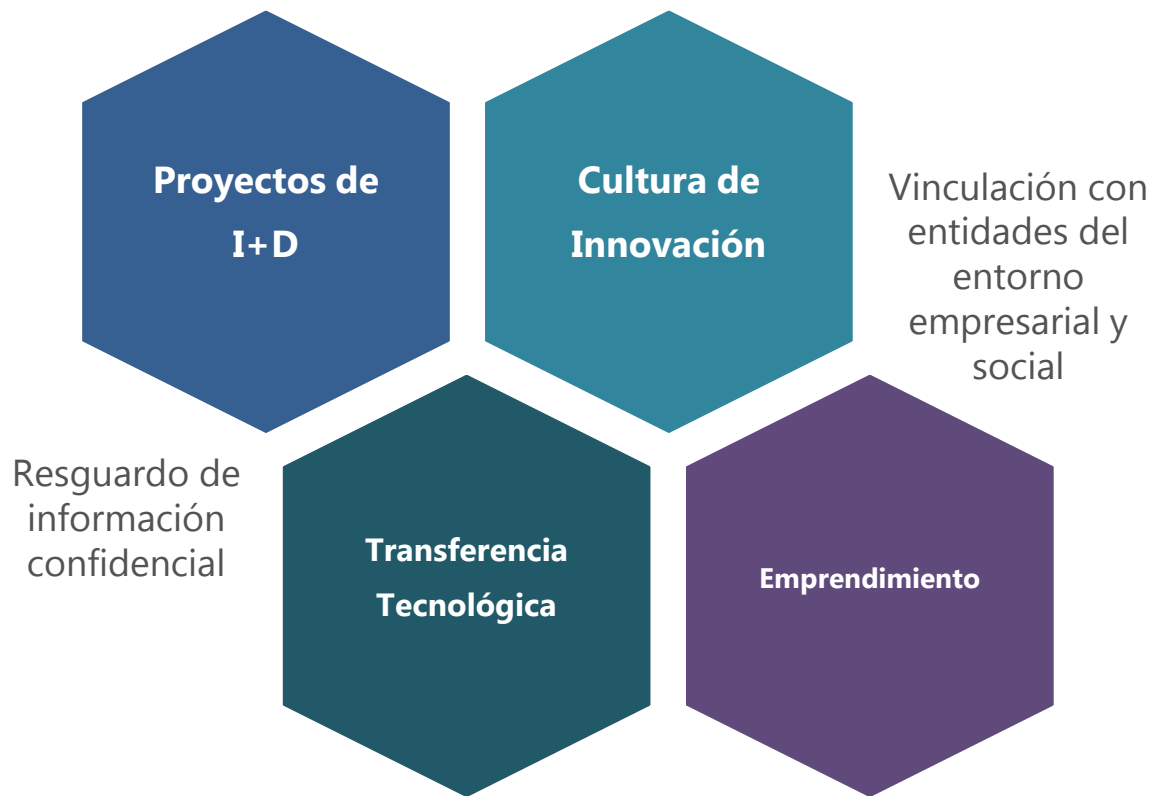 Proyectos de
I+D
Cultura de
Innovación
Vinculación con
entidades del
entorno
empresarial y
social
Resguardo de
información
confidencial
Transferencia
Tecnológica
Emprendimiento